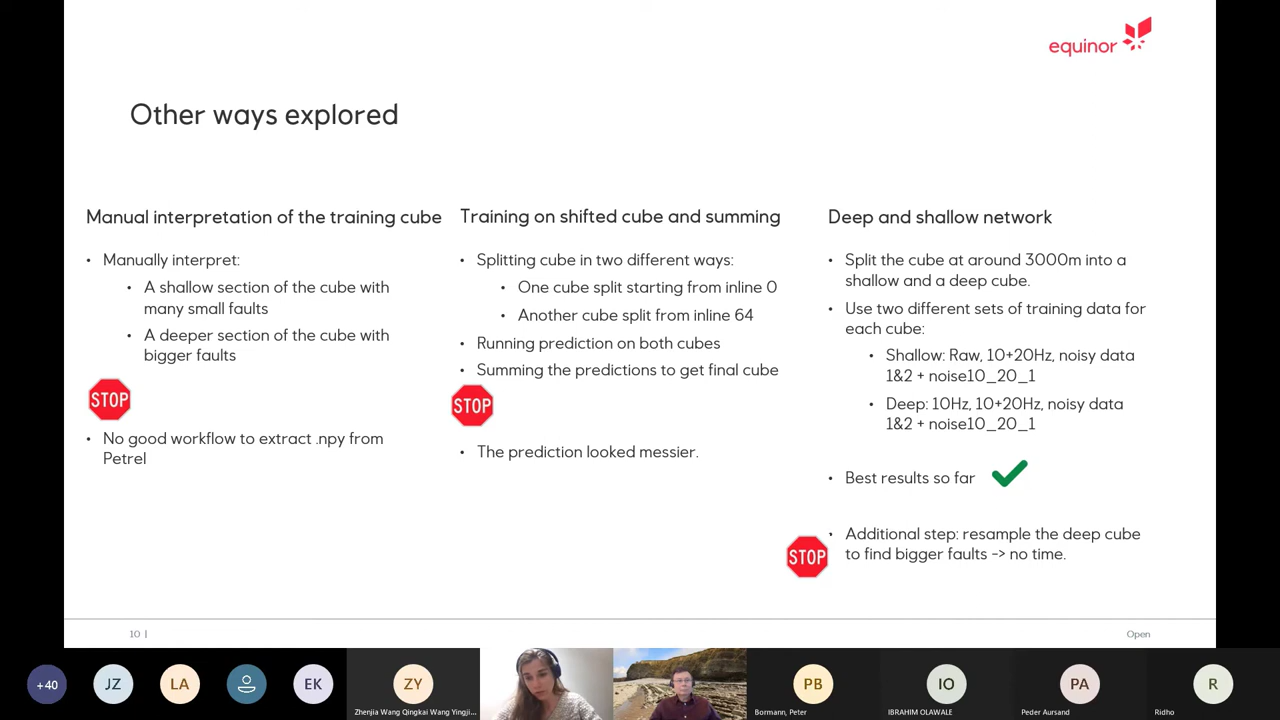 equinor
Other ways explored
Manual interpretation of the training cube
• Manually interpret:
• A shallow section of the cube with
many small faults
• A deeper section of the cube with
bigger faults
STOP
• No good workflow to extract .npy from
Petrel
Training on shifted cube and summing
• Splitting cube in two different ways:
• One cube split starting from inline 0
• Another cube split from inline 64
• Running prediction on both cubes
• Summing the predictions to get final cube
STOP
• The prediction looked messier.
Deep and shallow network
• Split the cube at around 3000m into a
shallow and a deep cube.
• Use two different sets of training data for
each cube:
• Shallow: Raw, 10+20Hz, noisy data
1&2 + noise10_20_1
• Deep: 10Hz, 10+20Hz, noisy data
1&2 + noise10_20_1
• Best results so far
• Additional step: resample the deep cube
to find bigger faults -> no time.
STOP
10 |
Open
+40
JZ
LA
EK
ZY
Zhenjia Wang Qingkai Wang Yingji...
PB
Bormann, Peter
IO
IBRAHIM OLAWALE
PA
Peder Aursand
R
Ridho